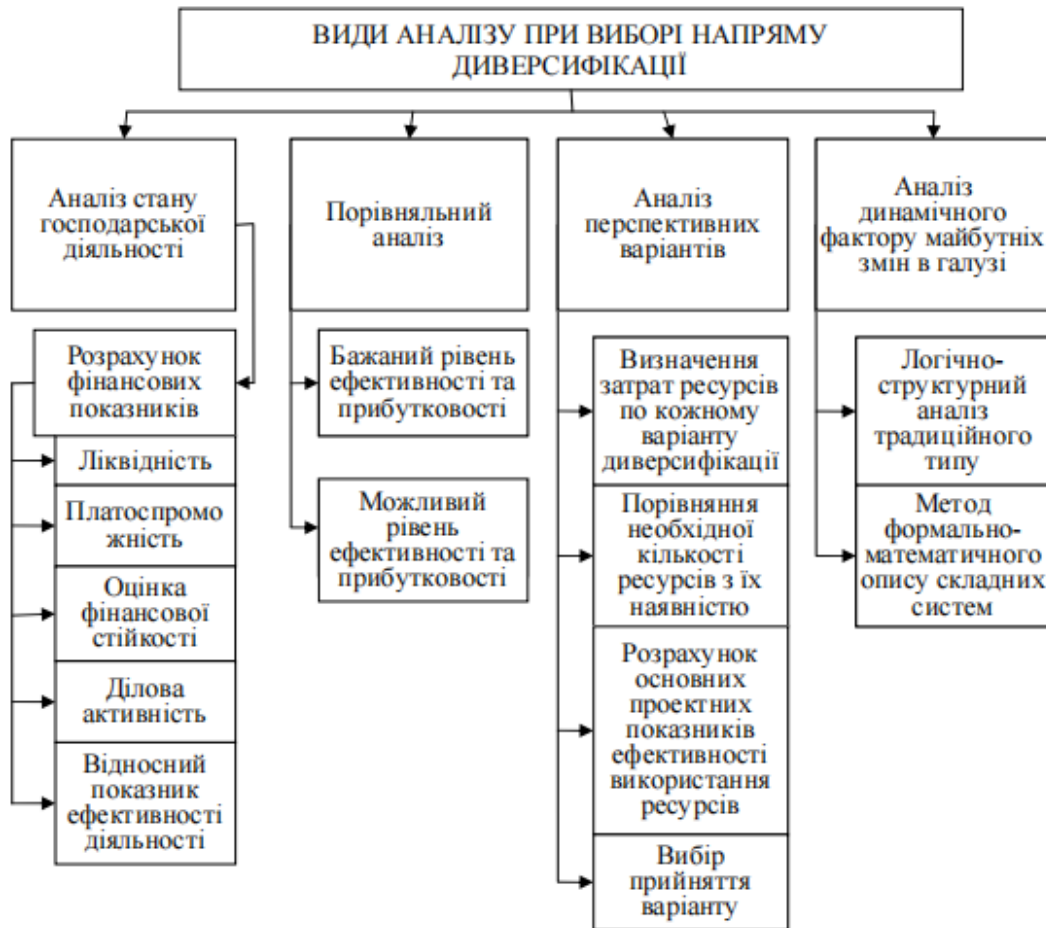 ВИДИ АНАЛІЗУ ПРИ ВИБОРІ НАПРЯМУ
ДИВЕРСИФІКАЦІЇ
Аналіз стану
господарської
діяльності
Розрахунок
фінансових
показників
Ліквідність
Платоспромо
жність
Оцінка
фінансової
стійкості
Ділова
активність
Відносний
показник
ефективності
діяльності
Порівняльний
аналіз
Бажаний рівень
ефективності та
прибутковості
Можливий
рівень
ефективності та
прибутковості
Аналіз
перспективних
варіантів
Визначення
затрат ресурсів
по кожному
варіанту
диверсифікації
Порівняння
необхідної
кількості
ресурсів з їх
наявністю
Розрахунок
основних
проектних
показників
ефективності
використання
ресурсів
Вибір
прийняття
варіанту
Аналіз
динамічного
фактору майбутніх
змін в галузі
Логічно-
структурний
аналіз
традиційного
типу
Метод
формально-
математичного
опису складних
систем